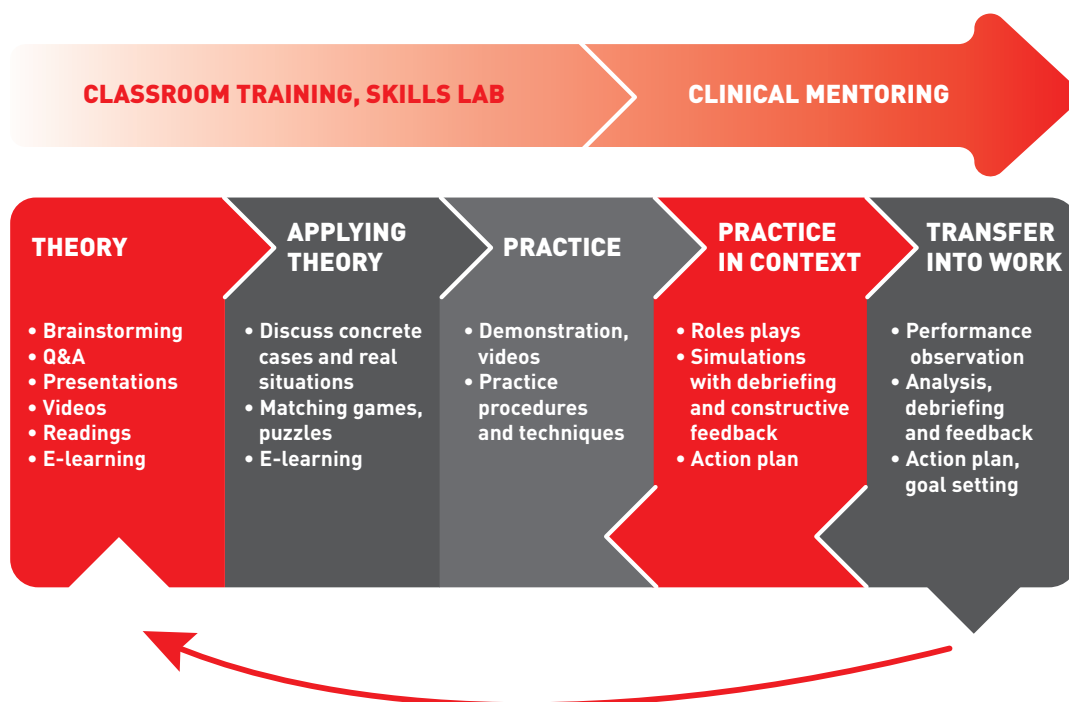 CLASSROOM TRAINING, SKILLS LAB
CLINICAL MENTORING
THEORY
• Brainstorming
• Q&A
• Presentations
• Videos
• Readings
• E-learning
APPLYING
THEORY
• Discuss concrete
cases and real
situations
• Matching games,
puzzles
• E-learning
PRACTICE
• Demonstration,
videos
• Practice
procedures
and techniques
PRACTICE
IN CONTEXT
• Roles plays
• Simulations
with debriefing
and constructive
feedback
• Action plan
TRANSFER
INTO WORK
• Performance
observation
• Analysis,
debriefing
and feedback
• Action plan,
goal setting